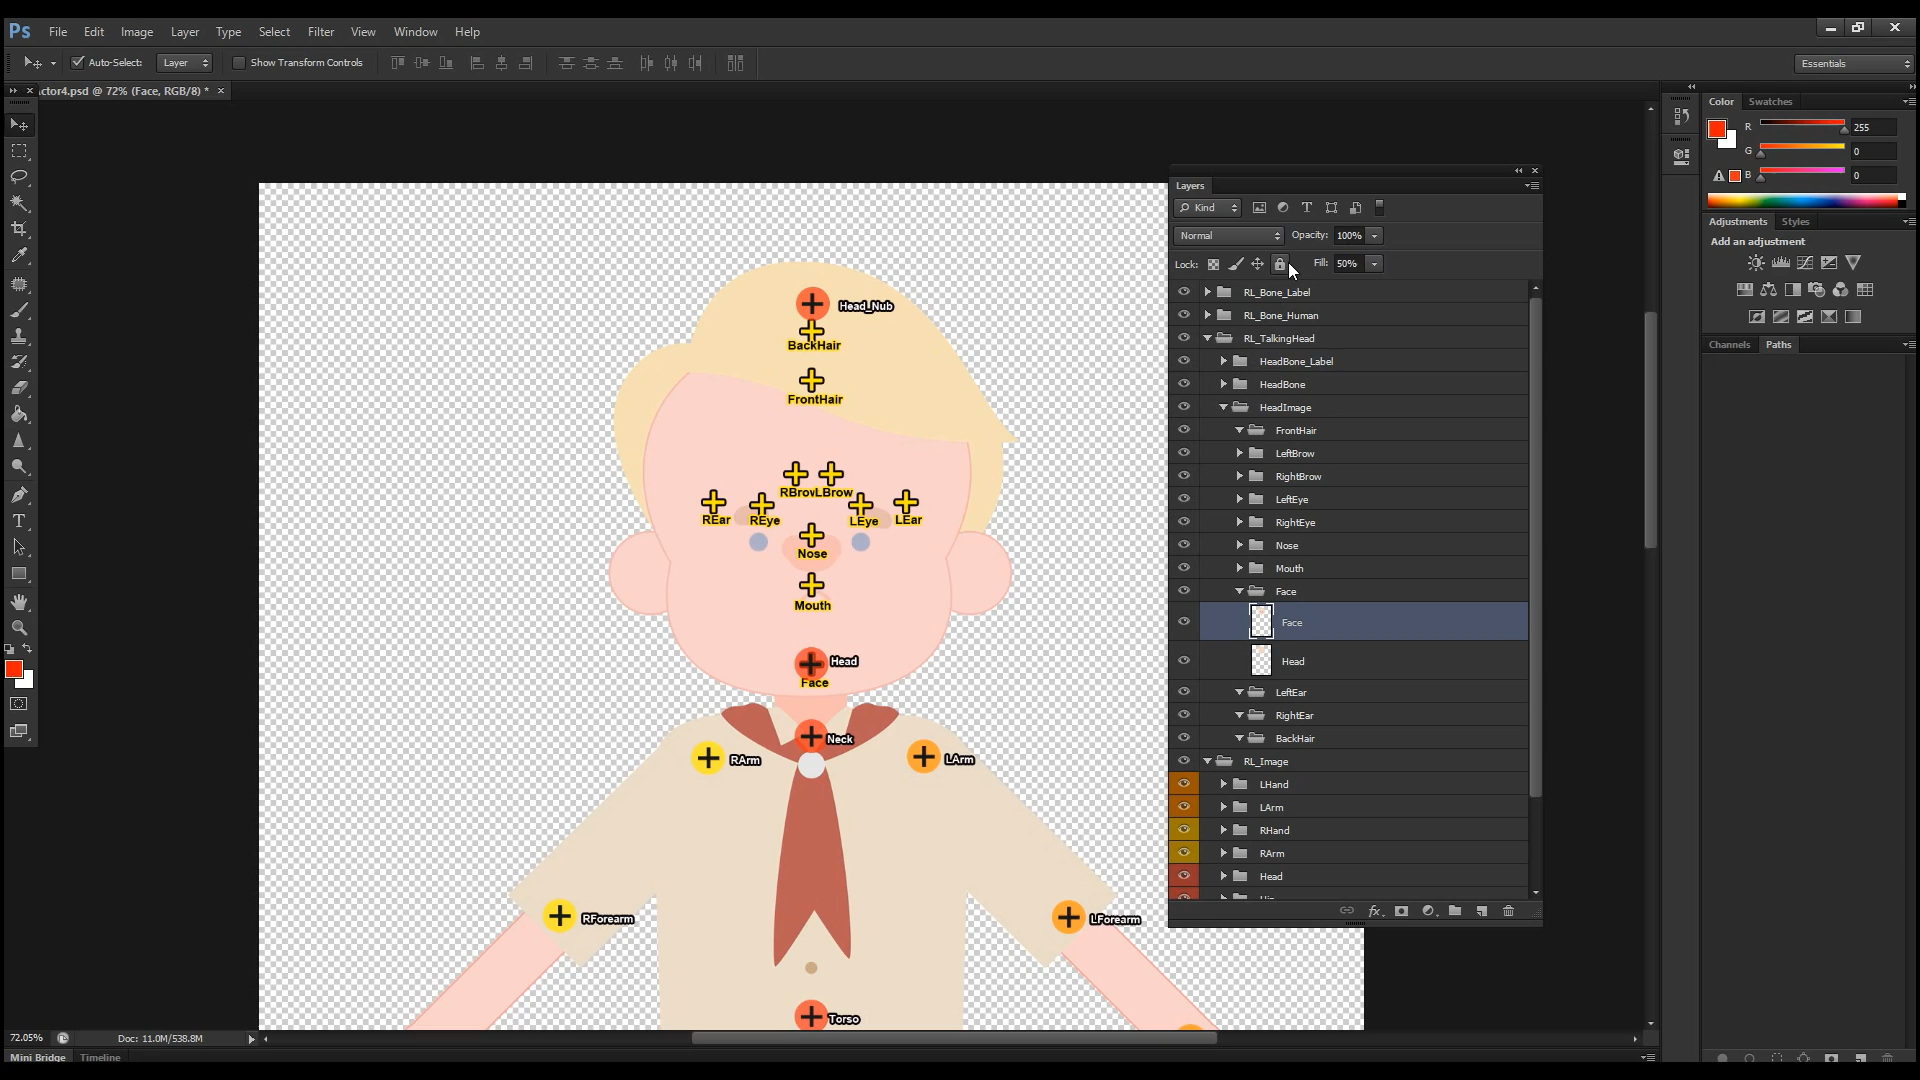 Ps File Edit Image Layer Type Select Filter View Window Help
Auto-Select: Layer Show Transform Controls Essentials
ctor4.psd @ 72% (Face, RGB/8) * ×
Color Swatches
R 255
G 0
B 0
Adjustments Styles
Add an adjustment
Channels Paths
Layers
Kind
Normal Opacity: 100%
Lock: Fill: 50%
RL_Bone_Label
RL_Bone_Human
RL_TalkingHead
HeadBone_Label
HeadBone
HeadImage
FrontHair
LeftBrow
RightBrow
LeftEye
RightEye
Nose
Mouth
Face
Face
Head
LeftEar
RightEar
BackHair
RL_Image
LHand
LArm
RHand
RArm
Head
Head_Nub
BackHair
FrontHair
RBrow LBrow
REar REye LEye LEar
Nose
Mouth
Head
Face
Neck
RArm LArm
RForearm LForearm
Torso
72.05% Doc: 11.0M/538.8M
Mini Bridge Timeline